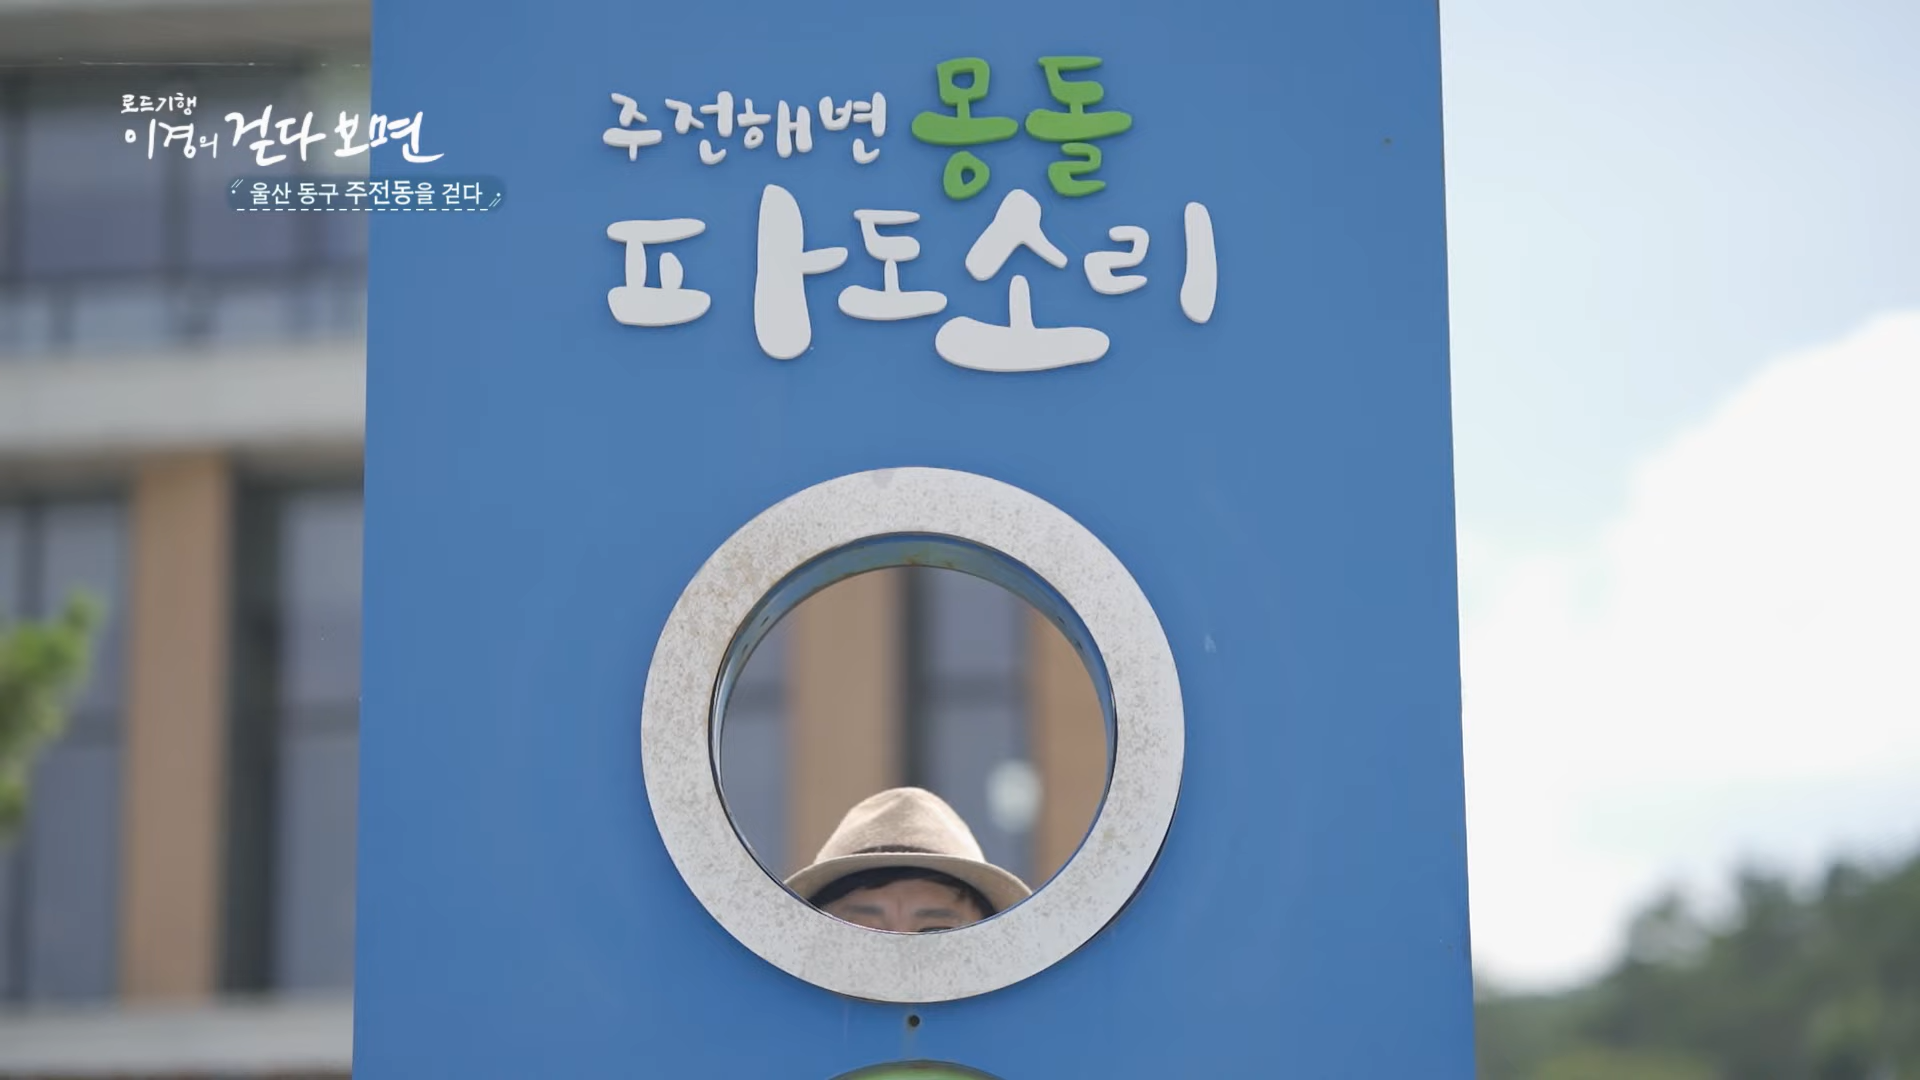 로드기행
이경의 걷다 보면
울산 동구 주전동을 걷다
주전해변 몽돌
파도소리